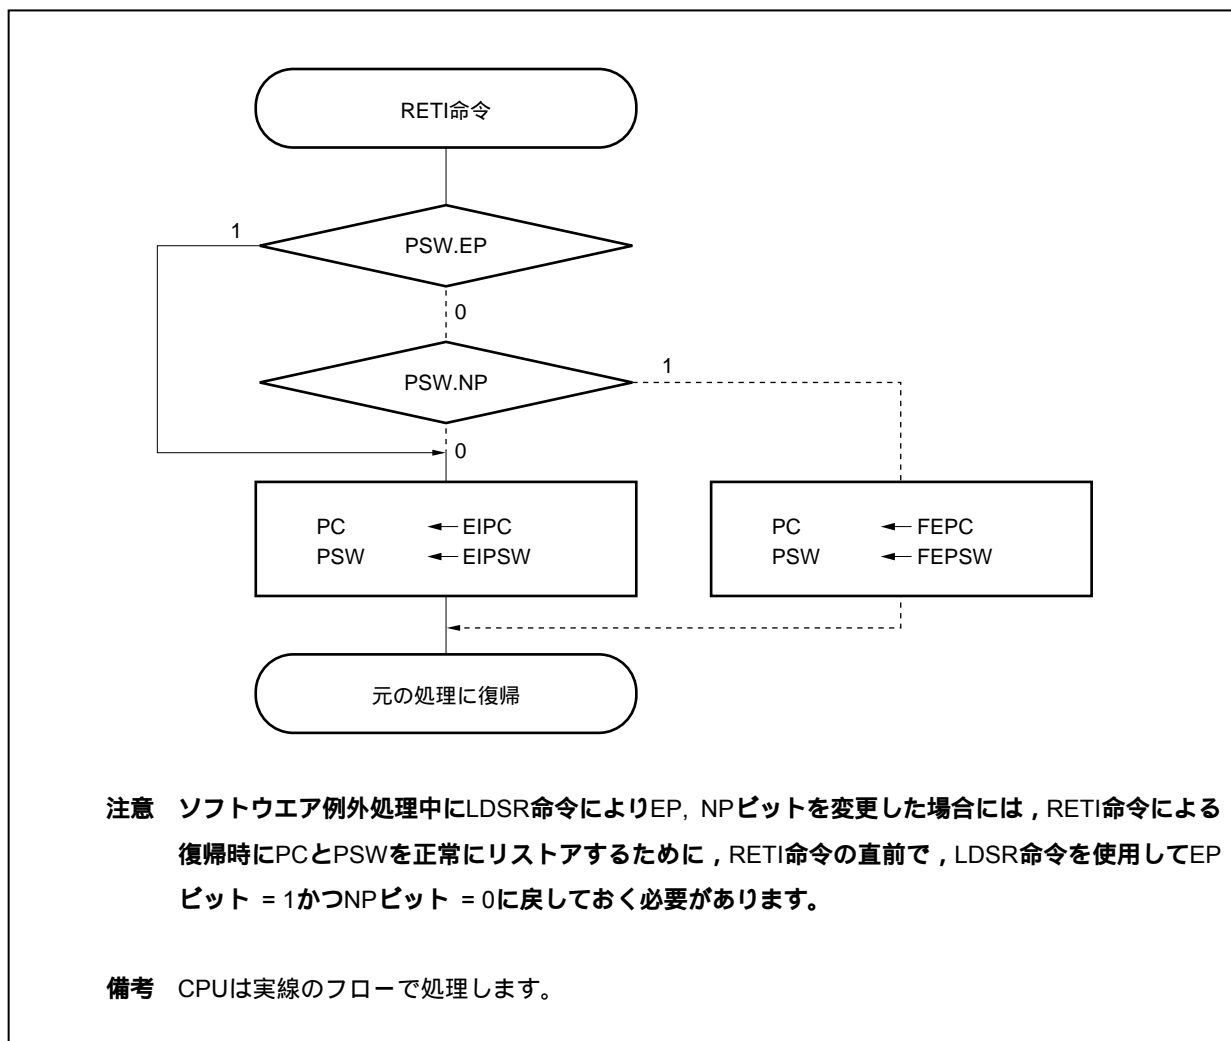 RETI命令
1
PSW.EP
0
PSW.NP
1
0
PC ← EIPC
PSW ← EIPSW
PC ← FEPC
PSW ← FEPSW
元の処理に復帰
注意 ソフトウエア例外処理中にLDSR命令によりEP, NPビットを変更した場合には，RETI命令による
復帰時にPCとPSWを正常にリストアするために，RETI命令の直前で，LDSR命令を使用してEP
ビット = 1かつNPビット = 0に戻しておく必要があります。
備考 CPUは実線のフローで処理します。